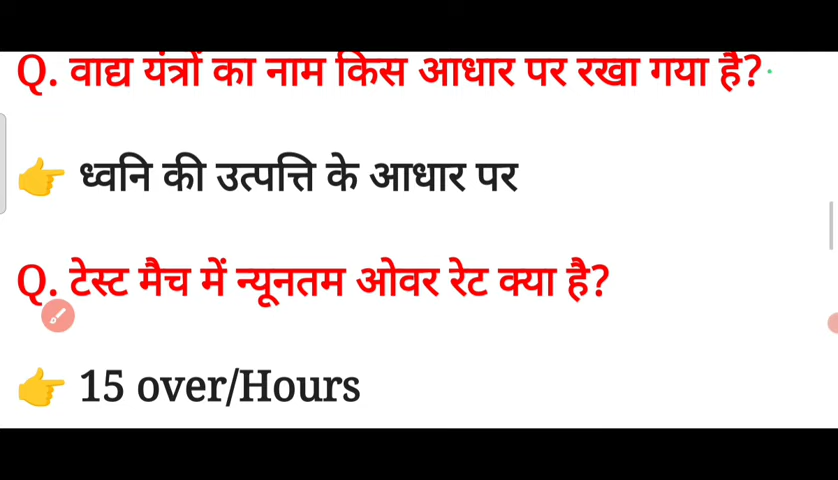 Q. वाद्य यंत्रों का नाम किस आधार पर रखा गया है?
👉 ध्वनि की उत्पत्ति के आधार पर
Q. टेस्ट मैच में न्यूनतम ओवर रेट क्या है?
👉 15 over/Hours